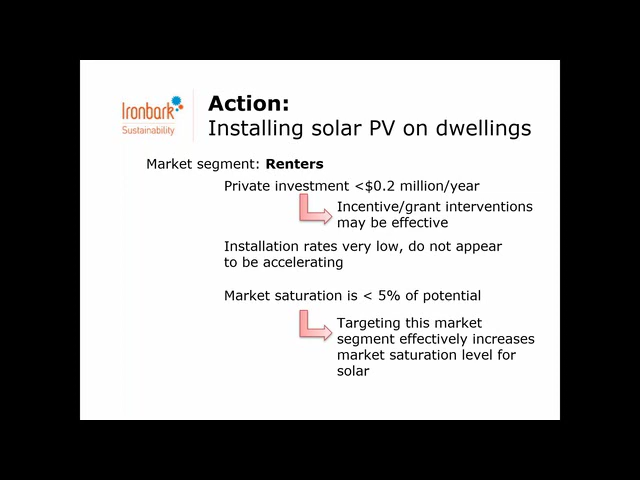 Ironbark
Sustainability
Action:
Installing solar PV on dwellings
Market segment: Renters
Private investment <$0.2 million/year
Incentive/grant interventions
may be effective
Installation rates very low, do not appear
to be accelerating
Market saturation is < 5% of potential
Targeting this market
segment effectively increases
market saturation level for
solar